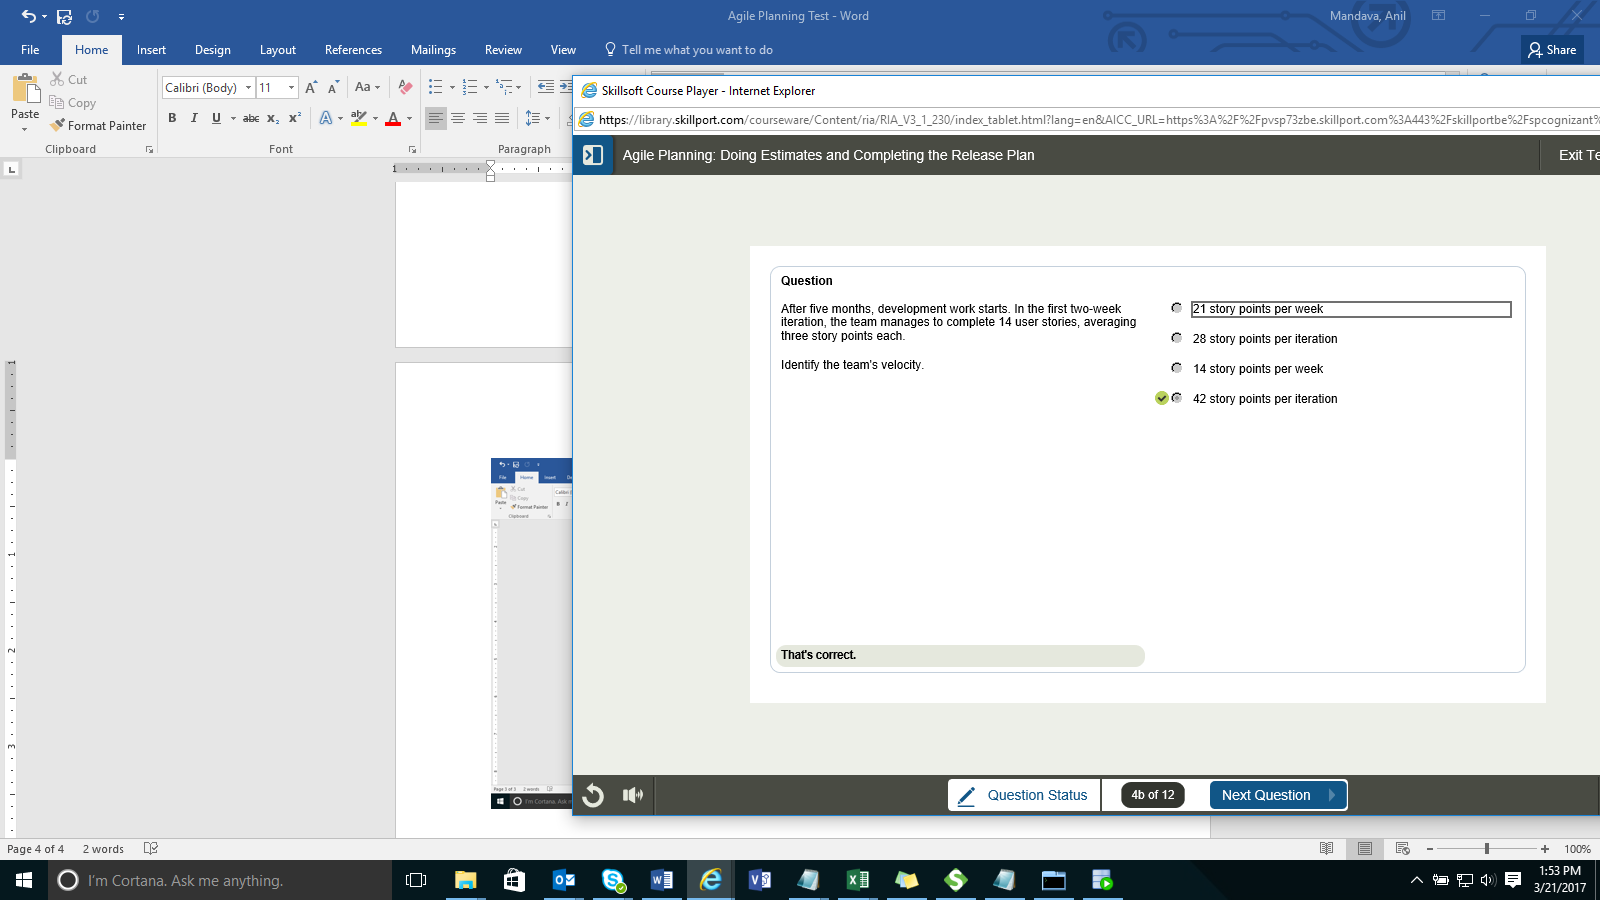 Agile Planning Test - Word
Mandava, Anil
File Home Insert Design Layout References Mailings Review View Tell me what you want to do Share
Paste
Cut
Copy
Format Painter
Clipboard
Calibri (Body) 11 Aa
B I U abc x₂ x² A ab A
Font
Paragraph
Skillsoft Course Player - Internet Explorer
https://library.skillport.com/courseware/Content/ria/RIA_V3_1_230/index_tablet.html?lang=en&AICC_URL=https%3A%2F%2Fpvsp73zbe.skillport.com%3A443%2Fskillportbe%2Fspcognizant%
Agile Planning: Doing Estimates and Completing the Release Plan
Exit Te
Question
After five months, development work starts. In the first two-week
iteration, the team manages to complete 14 user stories, averaging
three story points each.
Identify the team's velocity.
21 story points per week
28 story points per iteration
14 story points per week
42 story points per iteration
That's correct.
Question Status
4b of 12
Next Question
Page 4 of 4 2 words
100%
I'm Cortana. Ask me anything.
1:53 PM
3/21/2017